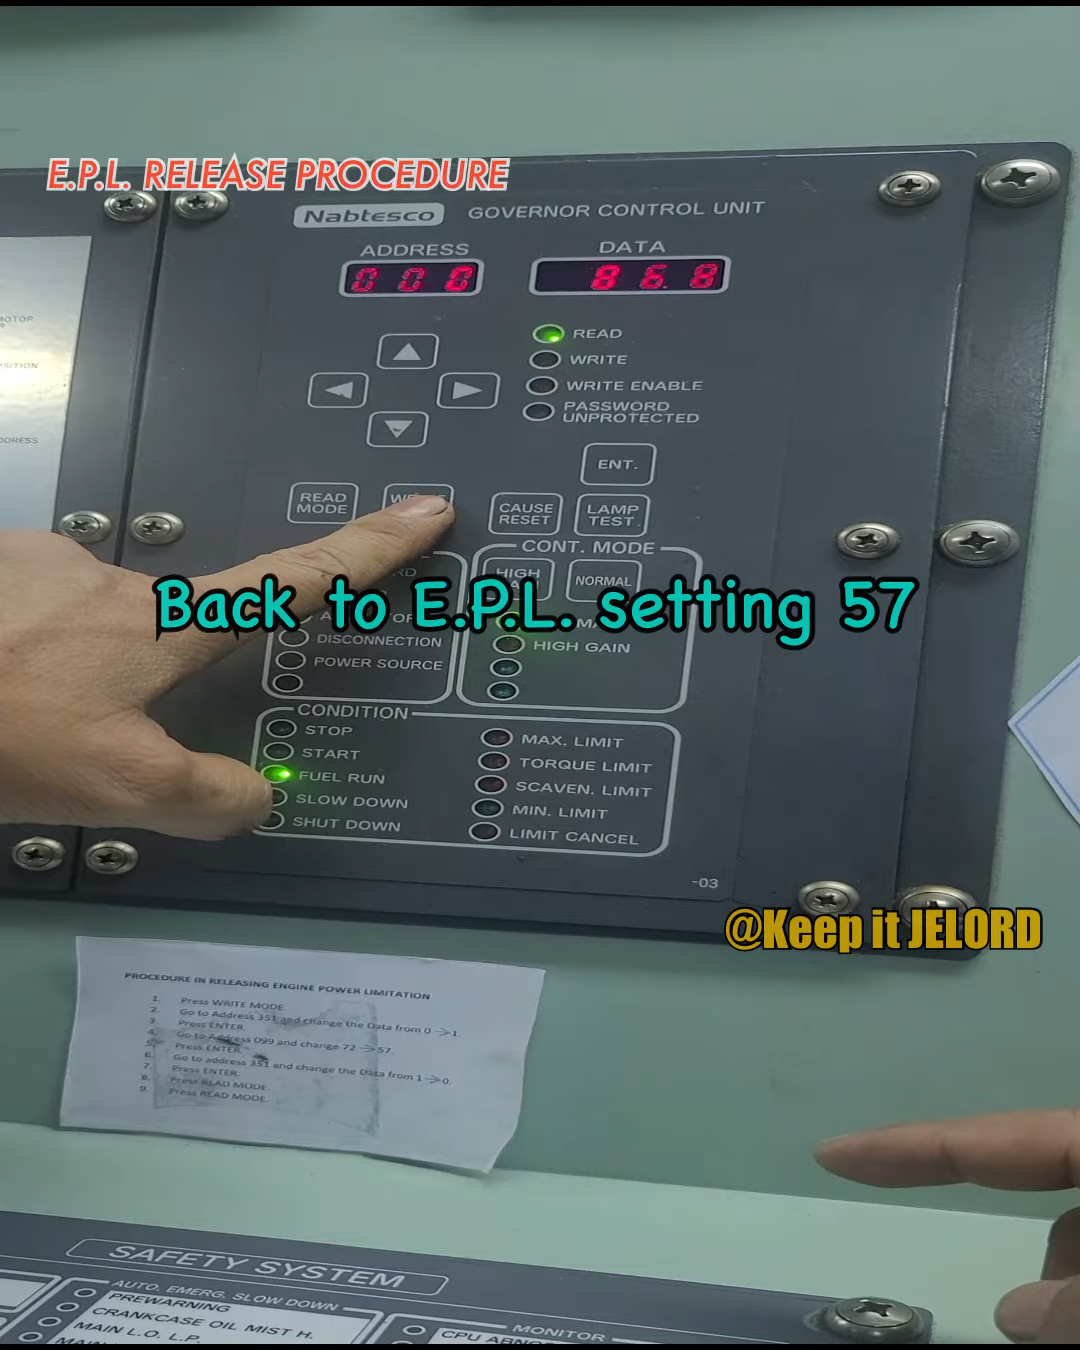 E.P.L. RELEASE PROCEDURE
Nabtesco GOVERNOR CONTROL UNIT
ADDRESS DATA
000 86.8
READ
WRITE
WRITE ENABLE
PASSWORD
UNPROTECTED
ENT.
READ
MODE
CAUSE
RESET
LAMP
TEST
CONT. MODE
HIGH
NORMAL
Back to E.P.L. setting 57
DISCONNECTION
POWER SOURCE
HIGH GAIN
CONDITION
STOP
START
FUEL RUN
SLOW DOWN
SHUT DOWN
MAX. LIMIT
TORQUE LIMIT
SCAVEN. LIMIT
MIN. LIMIT
LIMIT CANCEL
-03
@Keep it JELORD
PROCEDURE IN RELEASING ENGINE POWER LIMITATION
1. Press WRITE MODE.
2. Go to Address 351 and change the Data from 0 → 1.
3. Press ENTER.
4. Go to Address 099 and change 72 → 57.
5. Press ENTER.
6. Go to address 351 and change the Data from 1 → 0.
7. Press ENTER.
8. Press READ MODE.
9. Press READ MODE.
SAFETY SYSTEM
AUTO. EMERG. SLOW DOWN
PREWARNING
CRANKCASE OIL MIST H.
MAIN L.O. L.P.
MONITOR